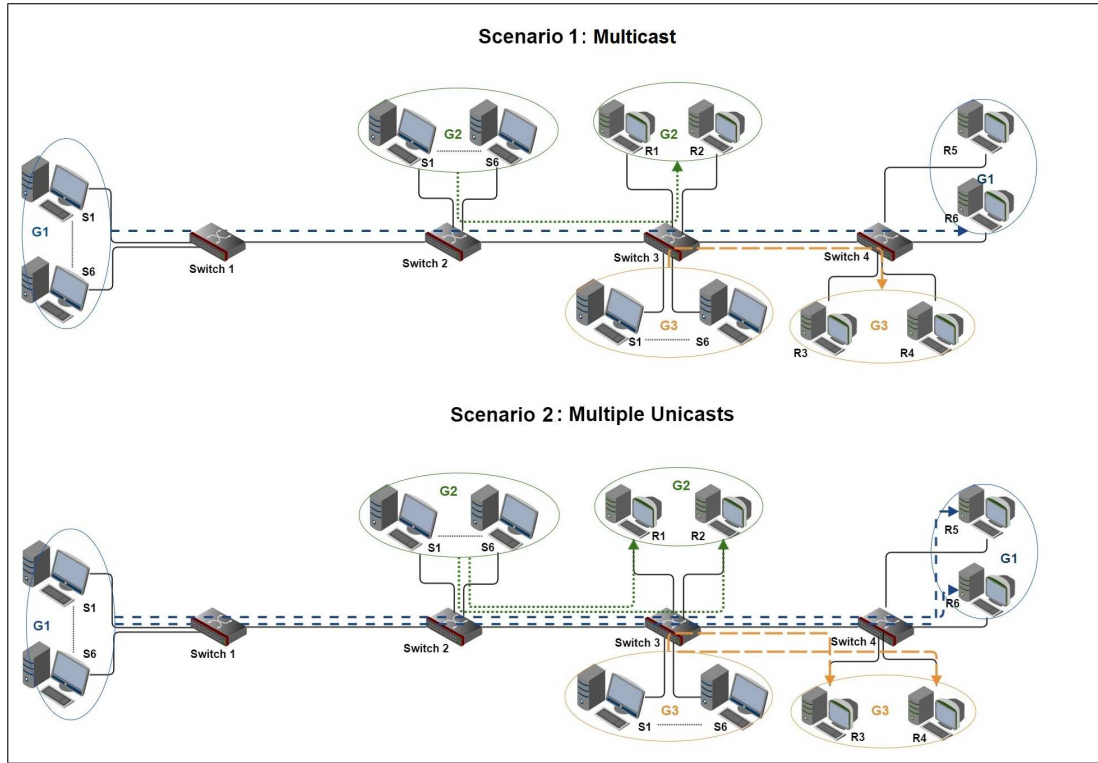 Scenario 1: Multicast
G2
S1
S6
G2
R1
R2
R5
G1
R6
G1
S1
S6
Switch 1
Switch 2
Switch 3
Switch 4
G3
S1
S6
G3
R3
R4
Scenario 2: Multiple Unicasts
G2
S1
S6
G2
R1
R2
R5
G1
R6
S1
G1
S6
Switch 1
Switch 2
Switch 3
Switch 4
G3
S1
S6
G3
R3
R4